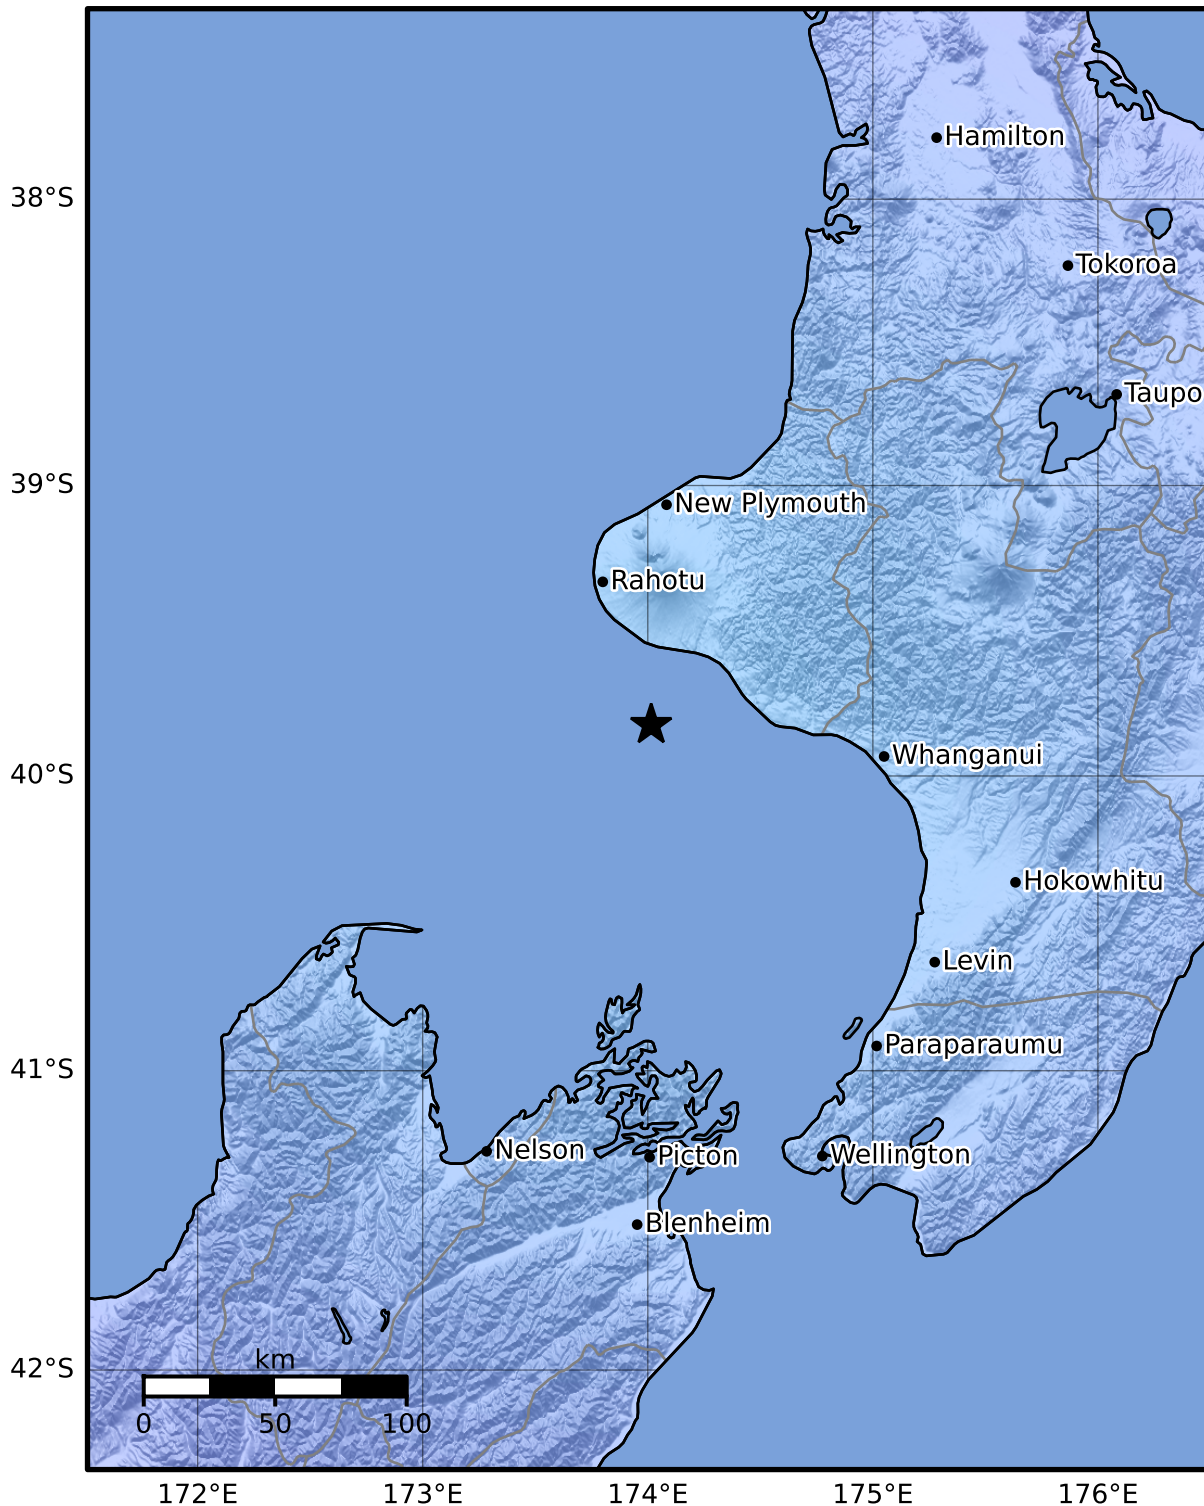 Hamilton
38°S
Tokoroa
Taupo
39°S
New Plymouth
Rahotu
Whanganui
40°S
Hokowhitu
Levin
Paraparaumu
41°S
Nelson
Picton
Wellington
Blenheim
km
42°S
0 50 100
172°E 173°E 174°E 175°E 176°E